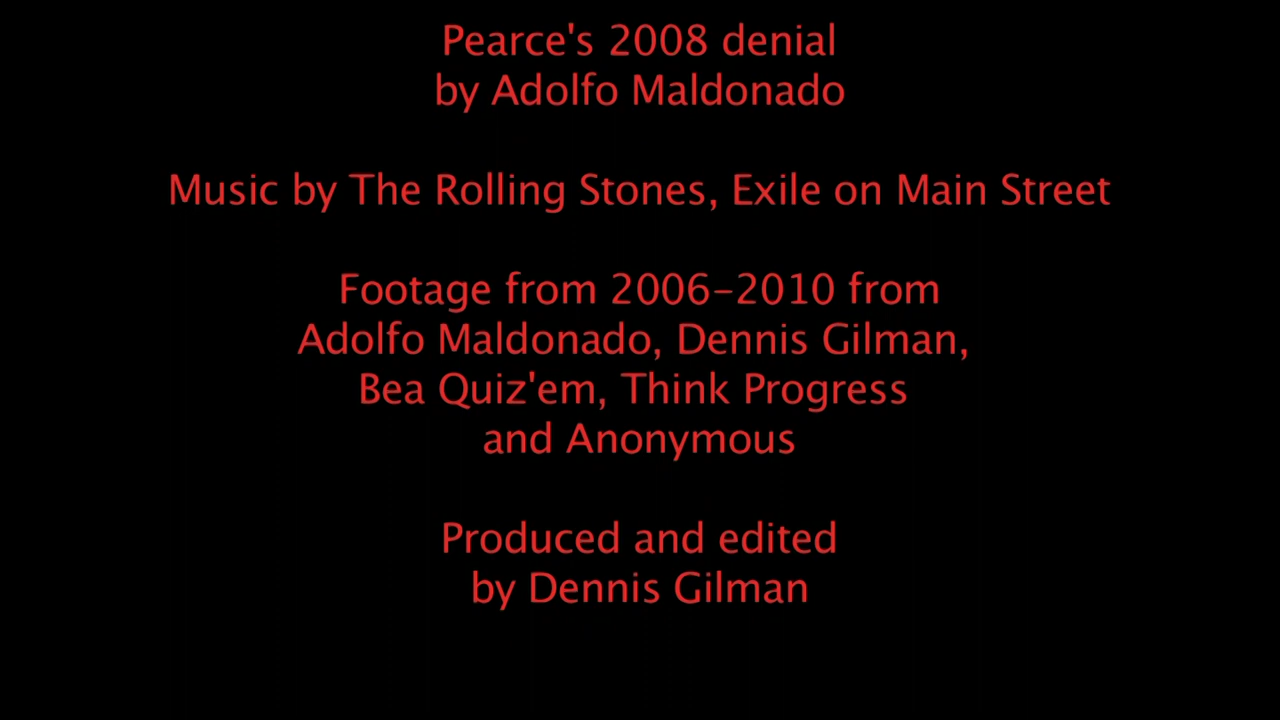 Pearce's 2008 denial
by Adolfo Maldonado
Music by The Rolling Stones, Exile on Main Street
Footage from 2006-2010 from
Adolfo Maldonado, Dennis Gilman,
Bea Quiz'em, Think Progress
and Anonymous
Produced and edited
by Dennis Gilman